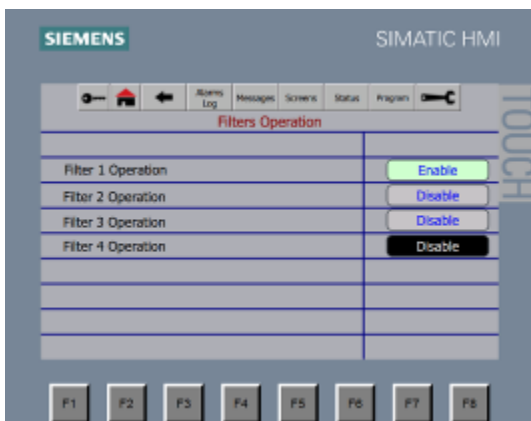 SIEMENS SIMATIC HMI
Alarms Log Messages Screens Status Program
Filters Operation
Filter 1 Operation Enable
Filter 2 Operation Disable
Filter 3 Operation Disable
Filter 4 Operation Disable
TOUCH
F1 F2 F3 F4 F5 F6 F7 F8